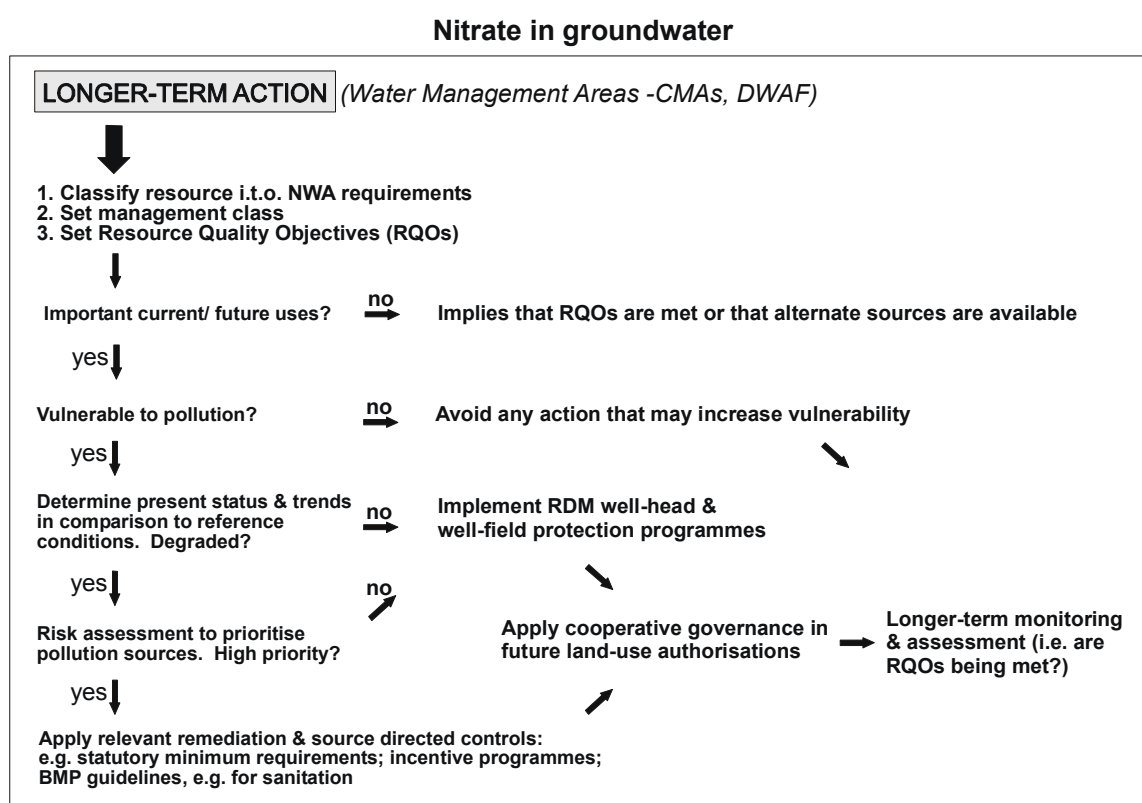 Nitrate in groundwater
LONGER-TERM ACTION (Water Management Areas -CMAs, DWAF)
1. Classify resource i.t.o. NWA requirements
2. Set management class
3. Set Resource Quality Objectives (RQOs)
Important current/ future uses?
no
Implies that RQOs are met or that alternate sources are available
yes
Vulnerable to pollution?
no
Avoid any action that may increase vulnerability
yes
Determine present status & trends
in comparison to reference
conditions. Degraded?
no
Implement RDM well-head &
well-field protection programmes
yes
no
Risk assessment to prioritise
pollution sources. High priority?
Apply cooperative governance in
future land-use authorisations
Longer-term monitoring
& assessment (i.e. are
RQOs being met?)
yes
Apply relevant remediation & source directed controls:
e.g. statutory minimum requirements; incentive programmes;
BMP guidelines, e.g. for sanitation